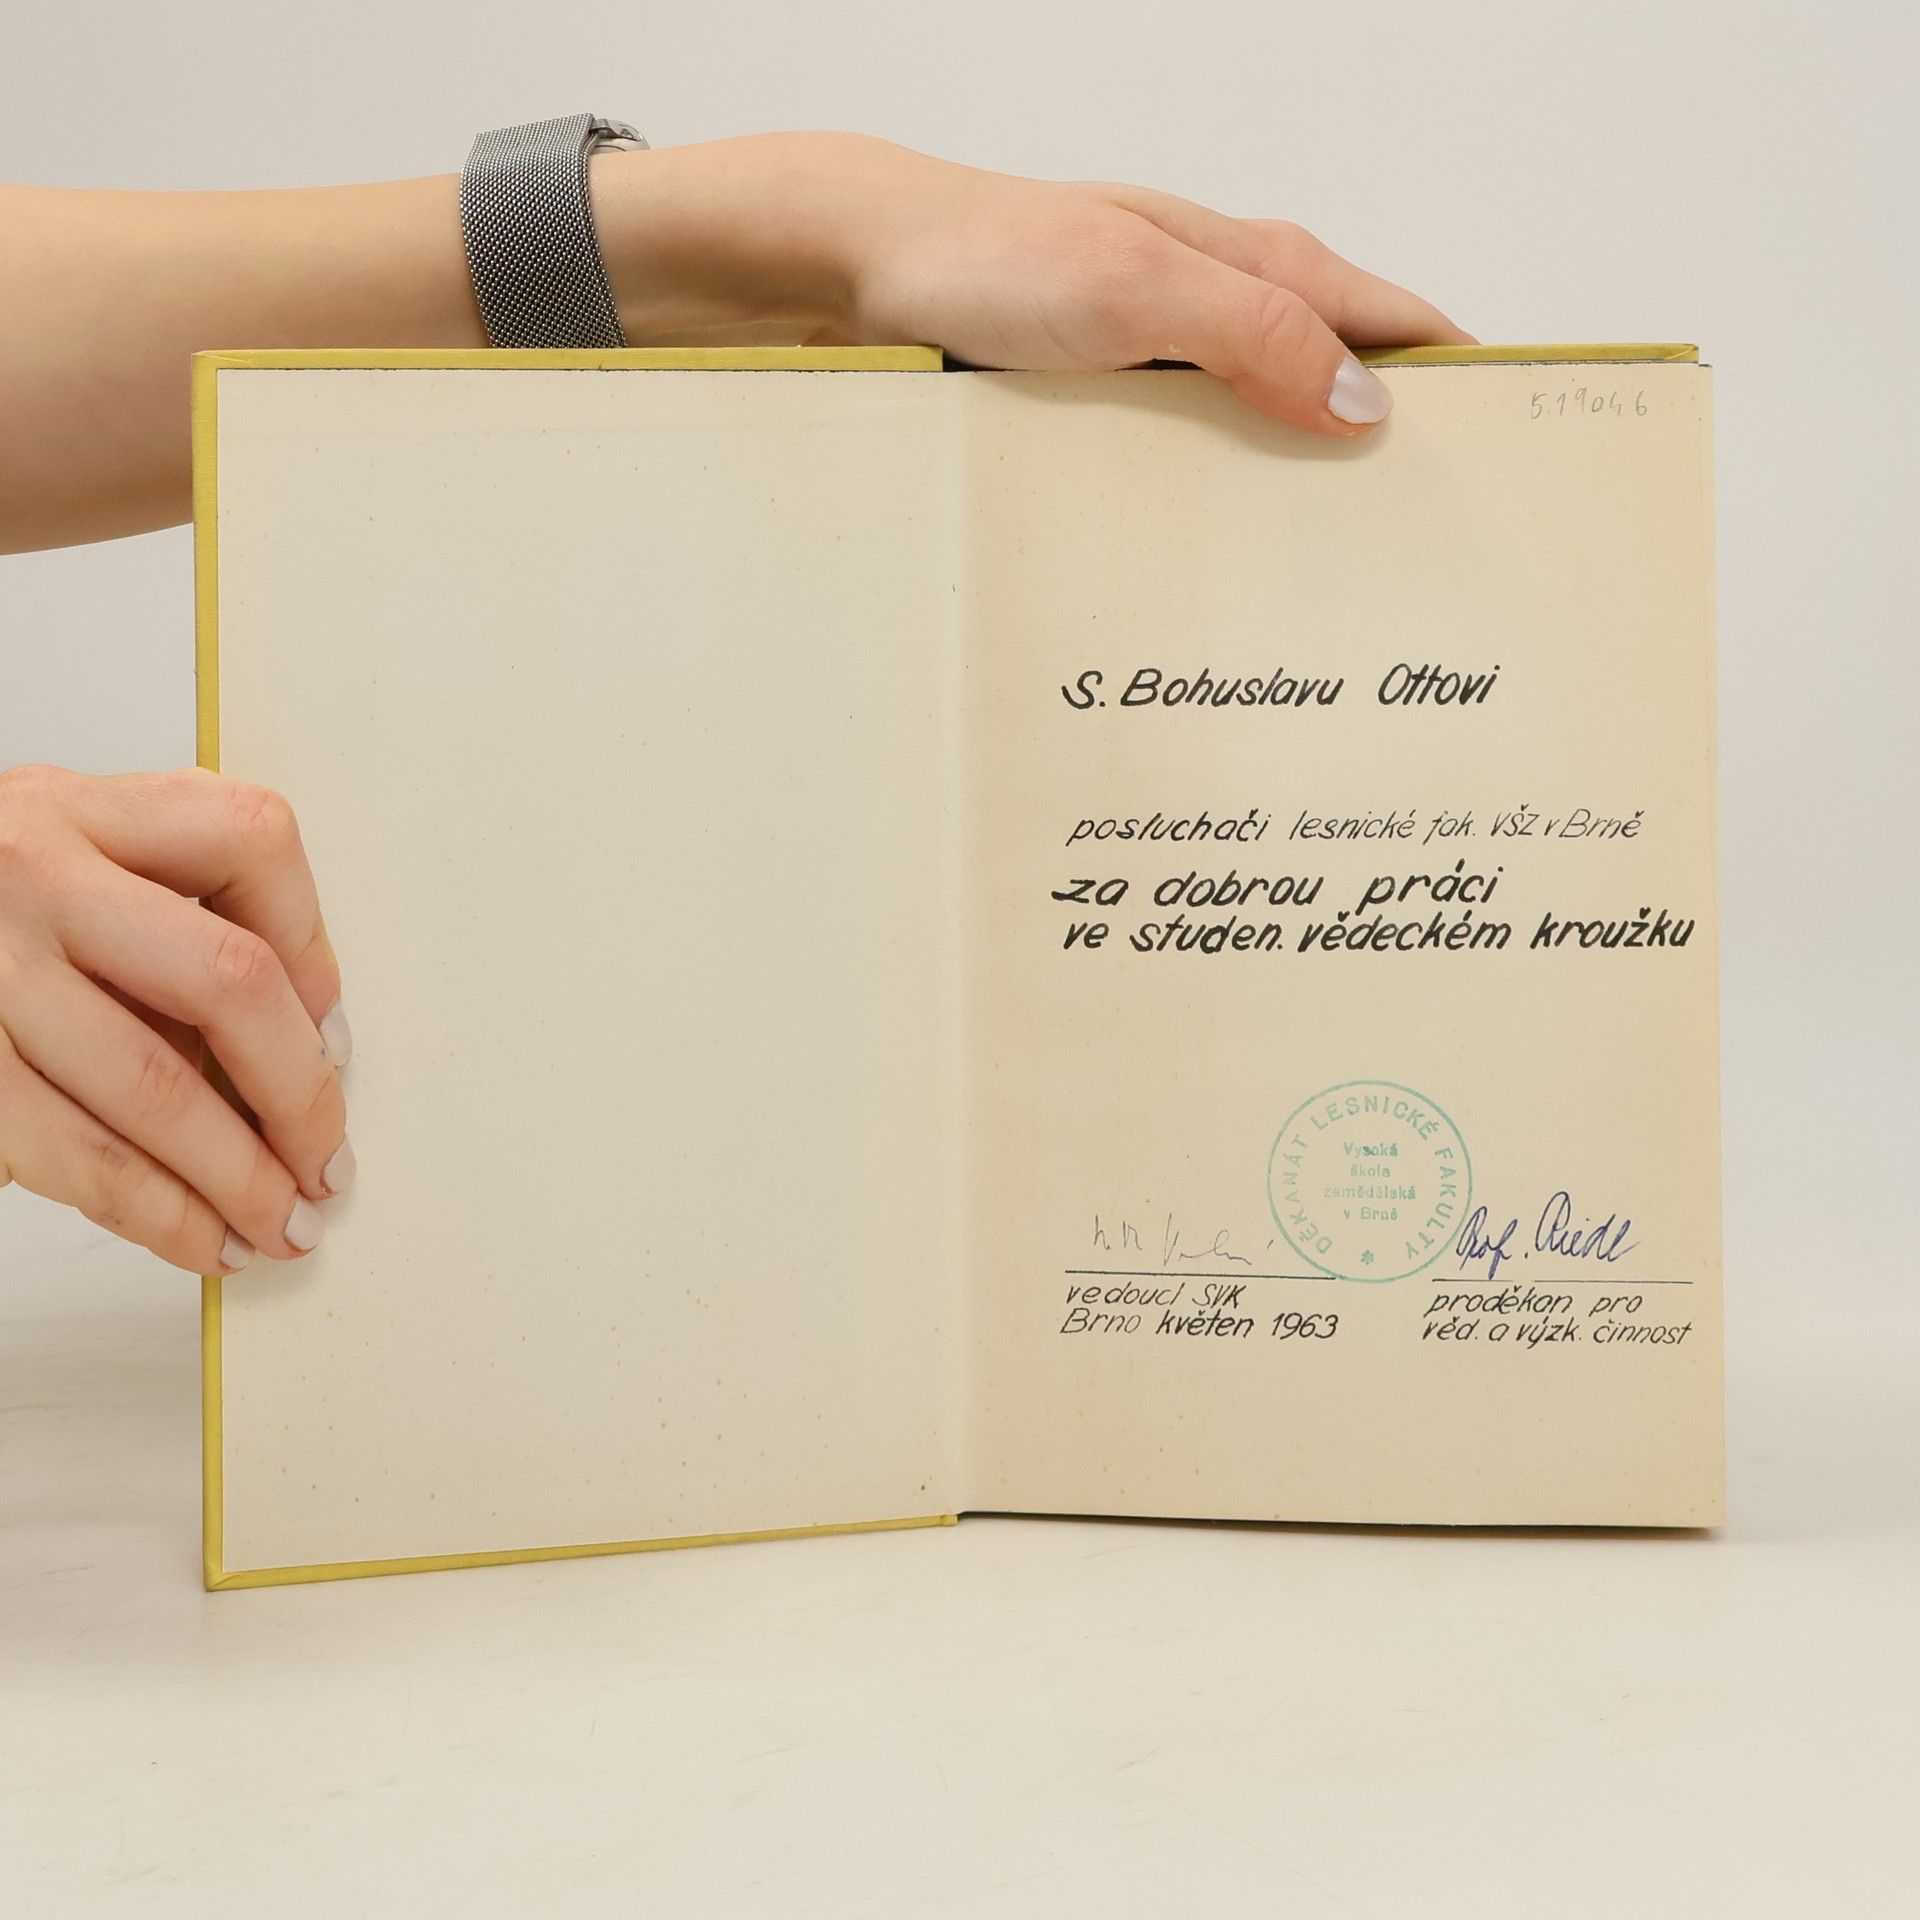 5.19046
S. Bohuslavu Ottovi
posluchači lesnické fak. VŠZ v Brně
za dobrou práci
ve studen. vědeckém kroužku
DĚKANÁT LESNICKÉ FAKULTY *
Vysoká
škola
zemědělská
v Brně
Prof. Riedl
vedoucí SVK
Brno květen 1963
proděkan pro
věd. a výzk. činnost